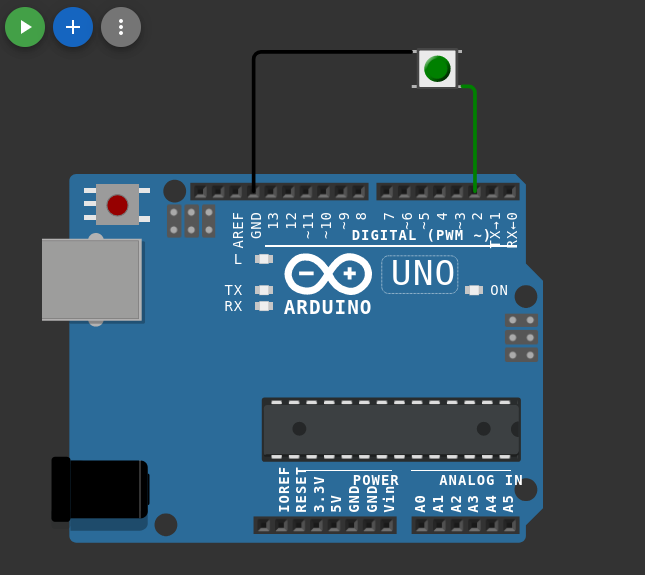 AREF
GND
13
12
~11
~10
~9
8
7
~6
~5
4
~3
2
TX→1
RX←0
DIGITAL (PWM ~)
L
TX
RX
UNO
ON
ARDUINO
POWER
ANALOG IN
IOREF
RESET
3.3V
5V
GND
GND
Vin
A0
A1
A2
A3
A4
A5